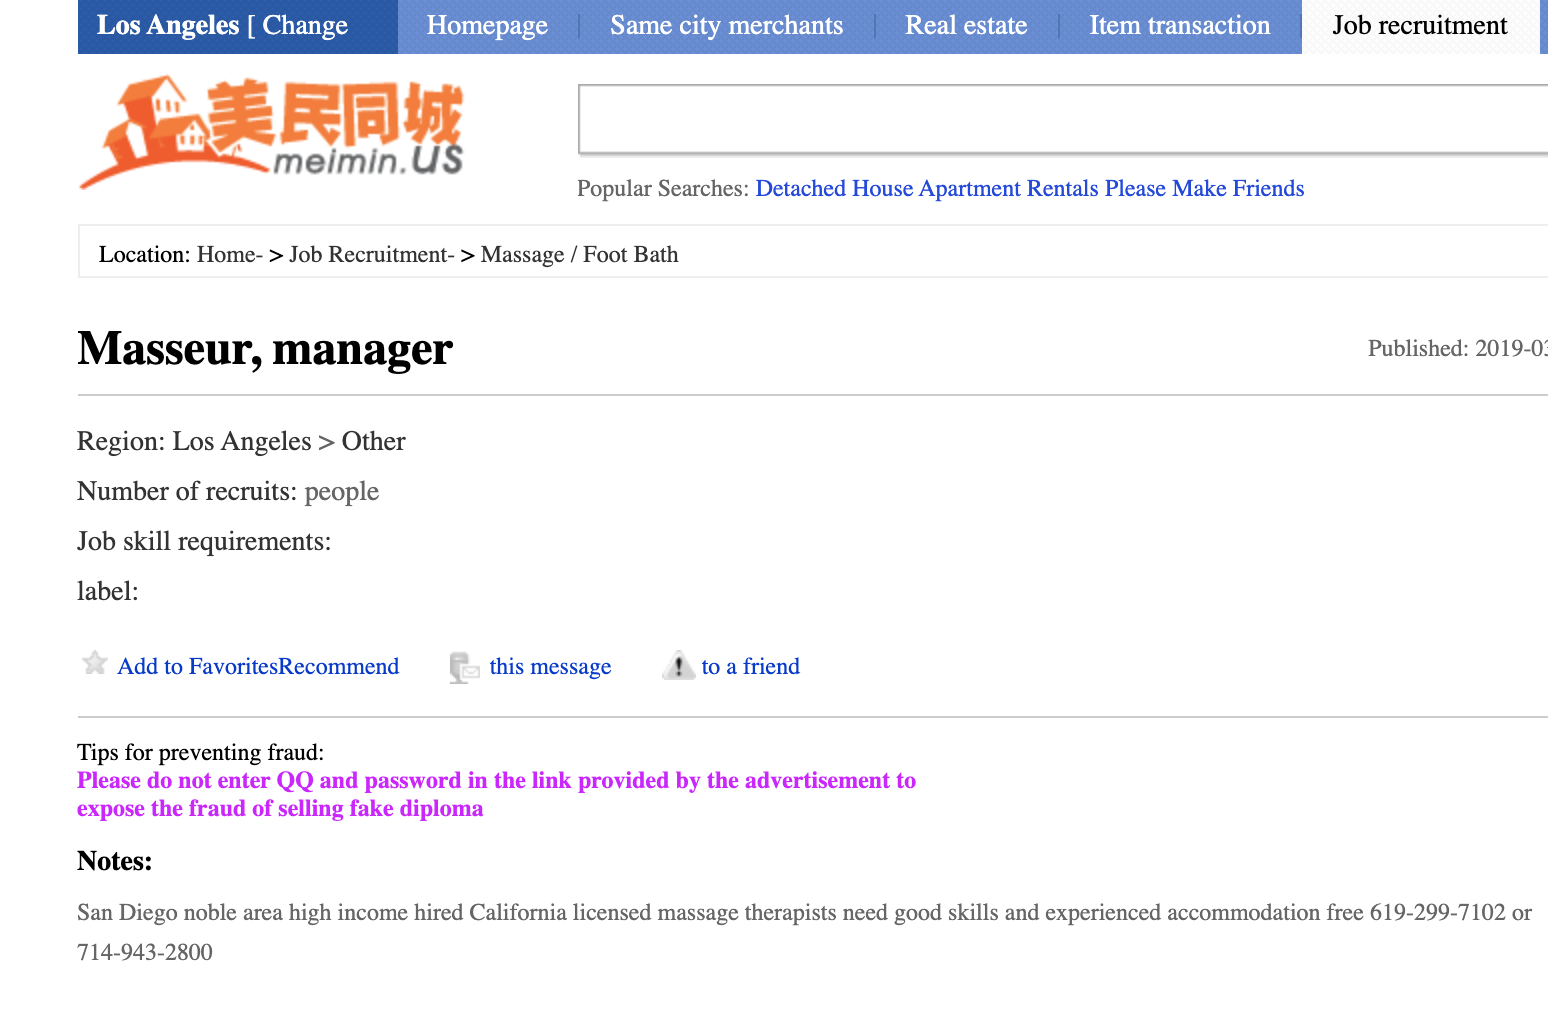 Los Angeles [ Change
Homepage
Same city merchants
Real estate
Item transaction
Job recruitment
美民同城
meimin.us
Popular Searches: Detached House Apartment Rentals Please Make Friends
Location: Home- > Job Recruitment- > Massage / Foot Bath
Masseur, manager
Published: 2019-03
Region: Los Angeles > Other
Number of recruits: people
Job skill requirements:
label:
Add to FavoritesRecommend
this message
to a friend
Tips for preventing fraud:
Please do not enter QQ and password in the link provided by the advertisement to
expose the fraud of selling fake diploma
Notes:
San Diego noble area high income hired California licensed massage therapists need good skills and experienced accommodation free 619-299-7102 or
714-943-2800